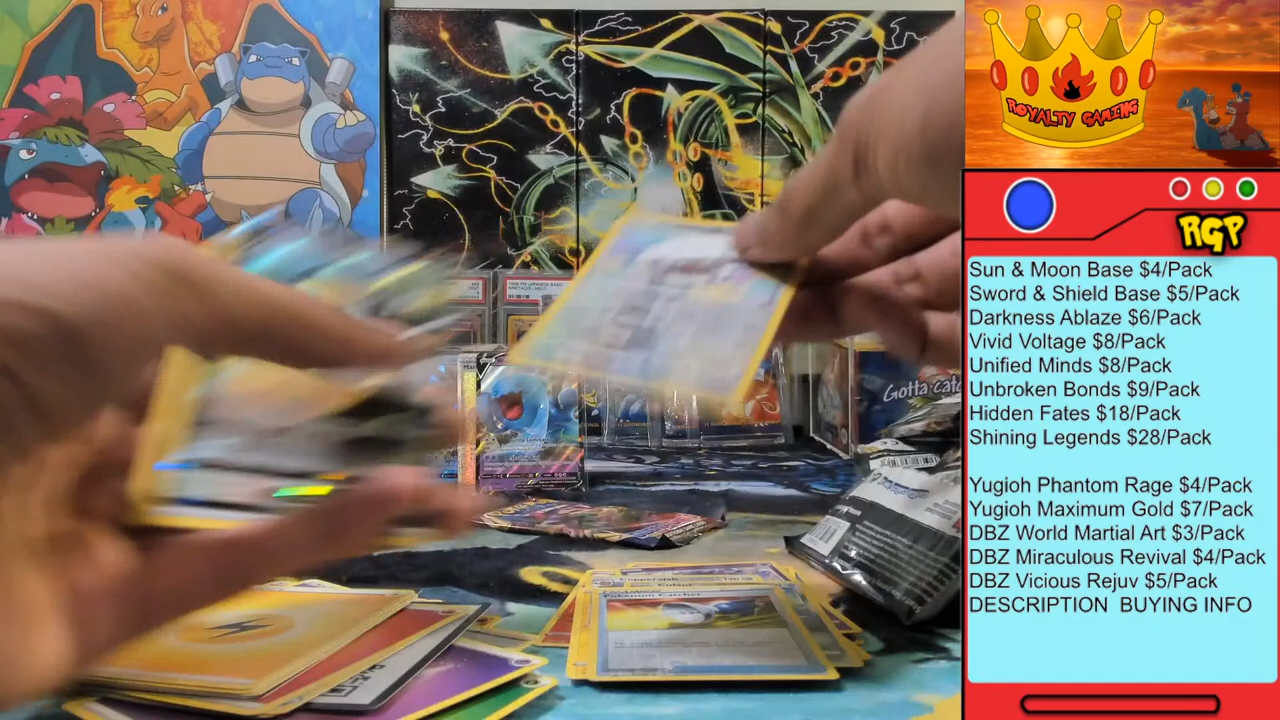 ROYALTY GAMING
RGP
Sun & Moon Base $4/Pack
Sword & Shield Base $5/Pack
Darkness Ablaze $6/Pack
Vivid Voltage $8/Pack
Unified Minds $8/Pack
Unbroken Bonds $9/Pack
Hidden Fates $18/Pack
Shining Legends $28/Pack
Yugioh Phantom Rage $4/Pack
Yugioh Maximum Gold $7/Pack
DBZ World Martial Art $3/Pack
DBZ Miraculous Revival $4/Pack
DBZ Vicious Rejuv $5/Pack
DESCRIPTION BUYING INFO
Gotta catc
Copperajah
Pokémon Catcher